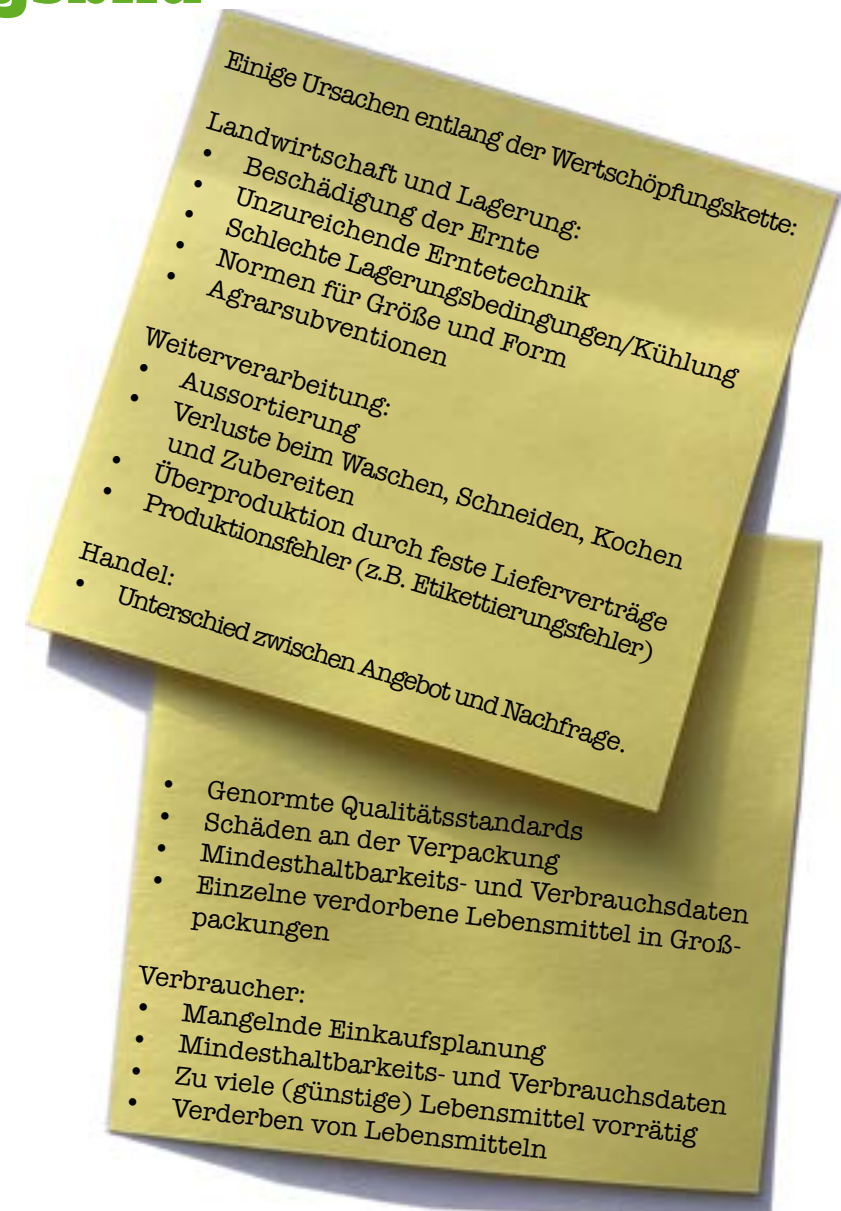 Einige Ursachen entlang der Wertschöpfungskette:
Landwirtschaft und Lagerung:
• Beschädigung der Ernte
• Unzureichende Erntetechnik
• Schlechte Lagerungsbedingungen/Kühlung
• Normen für Größe und Form
• Agrarsubventionen
Weiterverarbeitung:
• Aussortierung
• Verluste beim Waschen, Schneiden, Kochen
und Zubereiten
• Überproduktion durch feste Lieferverträge
• Produktionsfehler (z.B. Etikettierungsfehler)
Handel:
• Unterschied zwischen Angebot und Nachfrage.
• Genormte Qualitätsstandards
• Schäden an der Verpackung
• Mindesthaltbarkeits- und Verbrauchsdaten
• Einzelne verdorbene Lebensmittel in Groß-
packungen
Verbraucher:
• Mangelnde Einkaufsplanung
• Mindesthaltbarkeits- und Verbrauchsdaten
• Zu viele (günstige) Lebensmittel vorrätig
• Verderben von Lebensmitteln